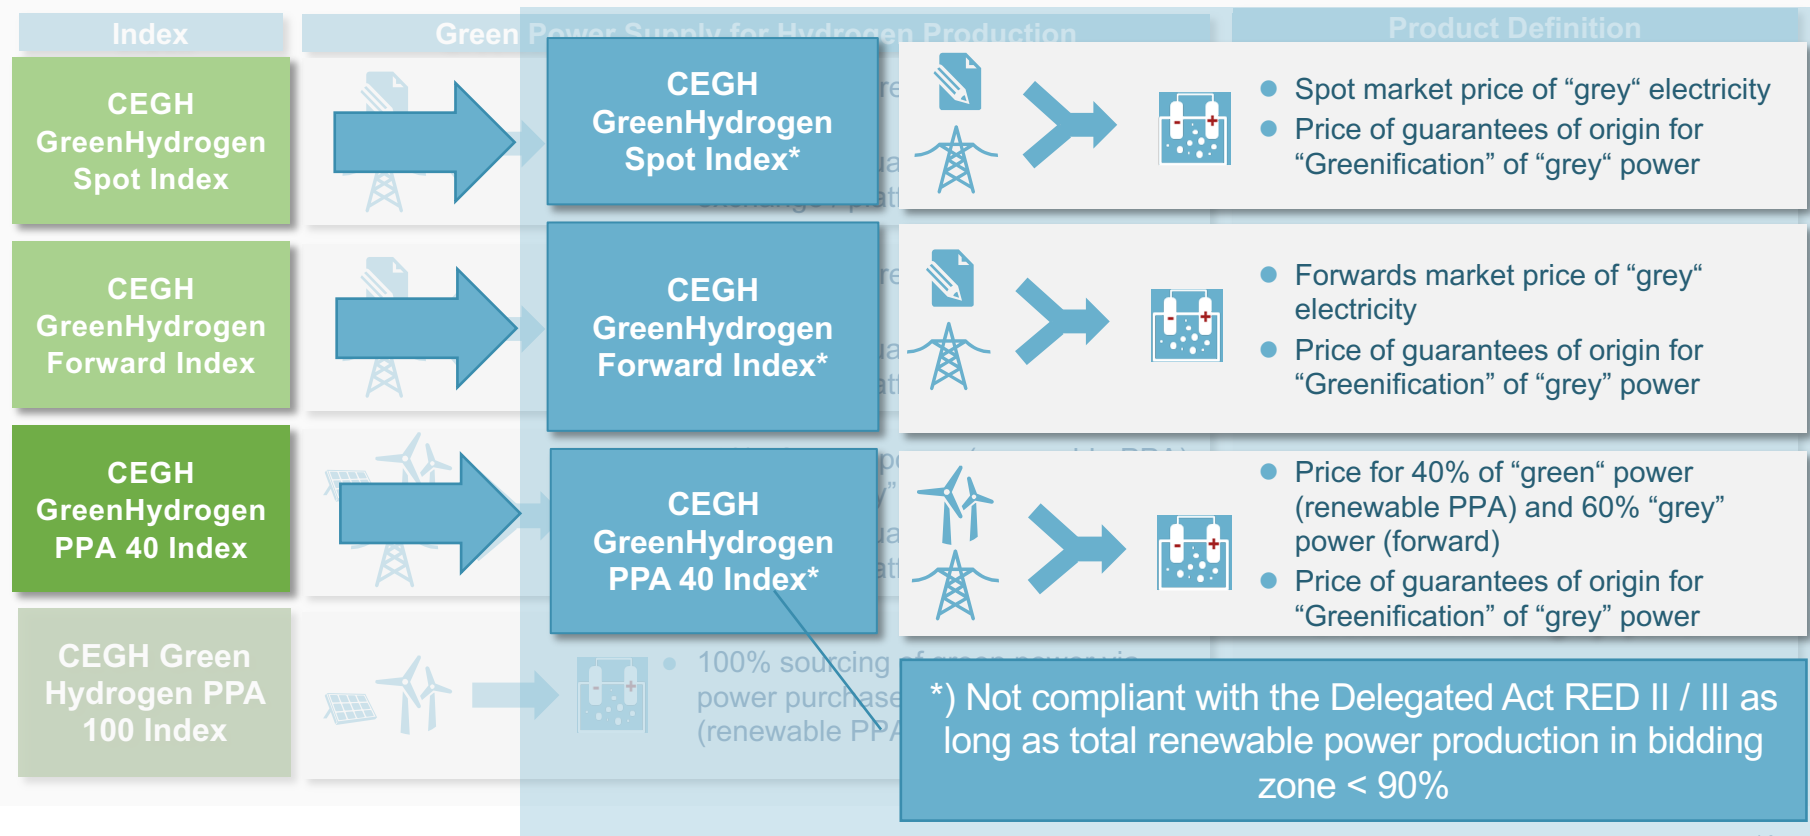 Index
Green Power Supply for Hydrogen Production
Product Definition
CEGH
GreenHydrogen
Spot Index
CEGH
GreenHydrogen
Spot Index*
Spot market price of “grey“ electricity
Price of guarantees of origin for
“Greenification” of “grey“ power
CEGH
GreenHydrogen
Forward Index
CEGH
GreenHydrogen
Forward Index*
Forwards market price of “grey“
electricity
Price of guarantees of origin for
“Greenification” of “grey” power
CEGH
GreenHydrogen
PPA 40 Index
CEGH
GreenHydrogen
PPA 40 Index*
Price for 40% of “green“ power
(renewable PPA) and 60% “grey”
power (forward)
Price of guarantees of origin for
“Greenification” of “grey” power
CEGH Green
Hydrogen PPA
100 Index
100% sourcing of green power via
power purchase
(renewable PPA
*) Not compliant with the Delegated Act RED II / III as
long as total renewable power production in bidding
zone < 90%